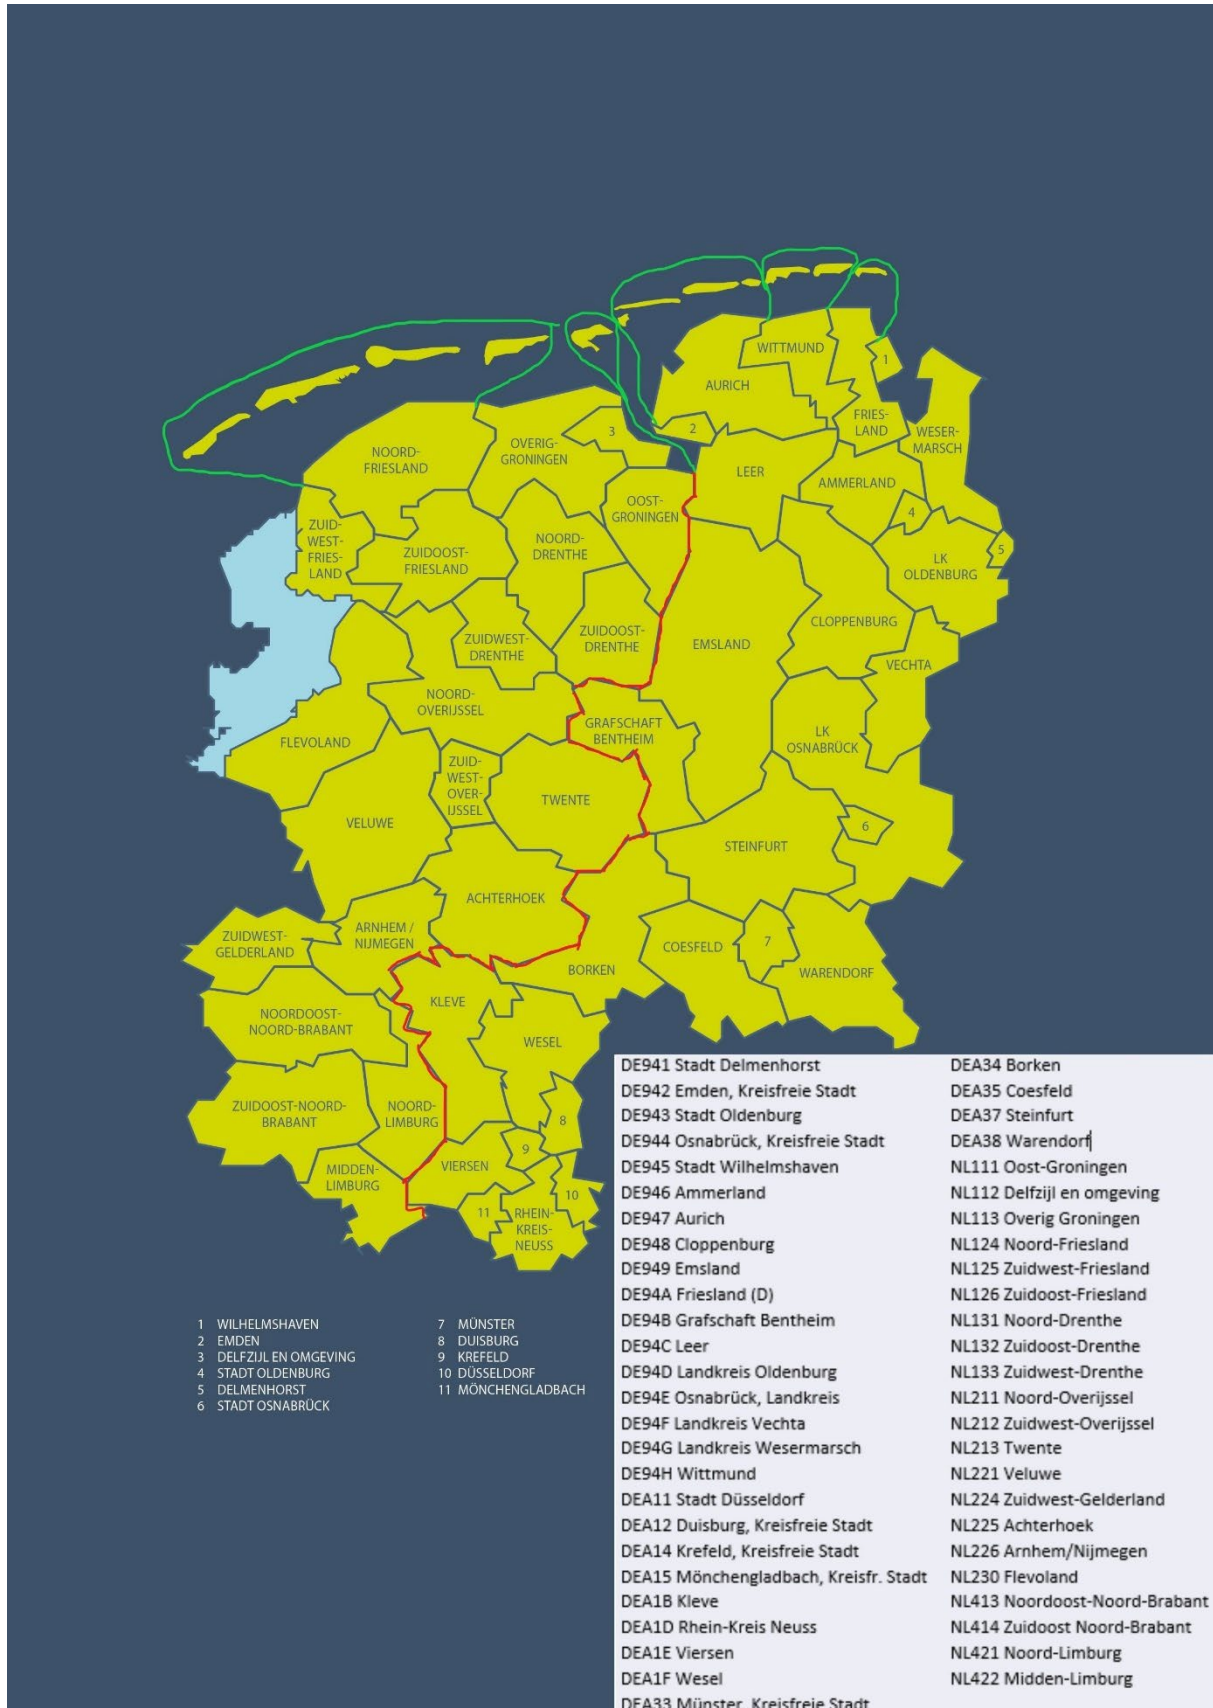 WITTMUND
1
AURICH
FRIES-
LAND
WESER-
MARSCH
2
3
OVERIG-
GRONINGEN
NOORD-
FRIESLAND
LEER
AMMERLAND
OOST-
GRONINGEN
4
ZUID-
WEST-
FRIES-
LAND
ZUIDOOST-
FRIESLAND
NOORD-
DRENTHE
LK
OLDENBURG
5
ZUIDWEST-
DRENTHE
ZUIDOOST-
DRENTHE
EMSLAND
CLOPPENBURG
VECHTA
NOORD-
OVERIJSSEL
GRAFSCHAFT
BENTHEIM
LK
OSNABRÜCK
FLEVOLAND
ZUID-
WEST-
OVER-
IJSSEL
TWENTE
VELUWE
STEINFURT
6
ACHTERHOEK
ZUIDWEST-
GELDERLAND
ARNHEM /
NIJMEGEN
COESFELD
7
WARENDORF
BORKEN
KLEVE
NOORDOOST-
NOORD-BRABANT
WESEL
ZUIDOOST-NOORD-
BRABANT
NOORD-
LIMBURG
8
9
VIERSEN
MIDDEN-
LIMBURG
10
11
RHEIN-
KREIS-
NEUSS
1 WILHELMSHAVEN
2 EMDEN
3 DELFZIJL EN OMGEVING
4 STADT OLDENBURG
5 DELMENHORST
6 STADT OSNABRÜCK
7 MÜNSTER
8 DUISBURG
9 KREFELD
10 DÜSSELDORF
11 MÖNCHENGLADBACH
DE941 Stadt Delmenhorst
DE942 Emden, Kreisfreie Stadt
DE943 Stadt Oldenburg
DE944 Osnabrück, Kreisfreie Stadt
DE945 Stadt Wilhelmshaven
DE946 Ammerland
DE947 Aurich
DE948 Cloppenburg
DE949 Emsland
DE94A Friesland (D)
DE94B Grafschaft Bentheim
DE94C Leer
DE94D Landkreis Oldenburg
DE94E Osnabrück, Landkreis
DE94F Landkreis Vechta
DE94G Landkreis Wesermarsch
DE94H Wittmund
DEA11 Stadt Düsseldorf
DEA12 Duisburg, Kreisfreie Stadt
DEA14 Krefeld, Kreisfreie Stadt
DEA15 Mönchengladbach, Kreisfr. Stadt
DEA1B Kleve
DEA1D Rhein-Kreis Neuss
DEA1E Viersen
DEA1F Wesel
DEA33 Münster, Kreisfreie Stadt
DEA34 Borken
DEA35 Coesfeld
DEA37 Steinfurt
DEA38 Warendorf
NL111 Oost-Groningen
NL112 Delfzijl en omgeving
NL113 Overig Groningen
NL124 Noord-Friesland
NL125 Zuidwest-Friesland
NL126 Zuidoost-Friesland
NL131 Noord-Drenthe
NL132 Zuidoost-Drenthe
NL133 Zuidwest-Drenthe
NL211 Noord-Overijssel
NL212 Zuidwest-Overijssel
NL213 Twente
NL221 Veluwe
NL224 Zuidwest-Gelderland
NL225 Achterhoek
NL226 Arnhem/Nijmegen
NL230 Flevoland
NL413 Noordoost-Noord-Brabant
NL414 Zuidoost Noord-Brabant
NL421 Noord-Limburg
NL422 Midden-Limburg